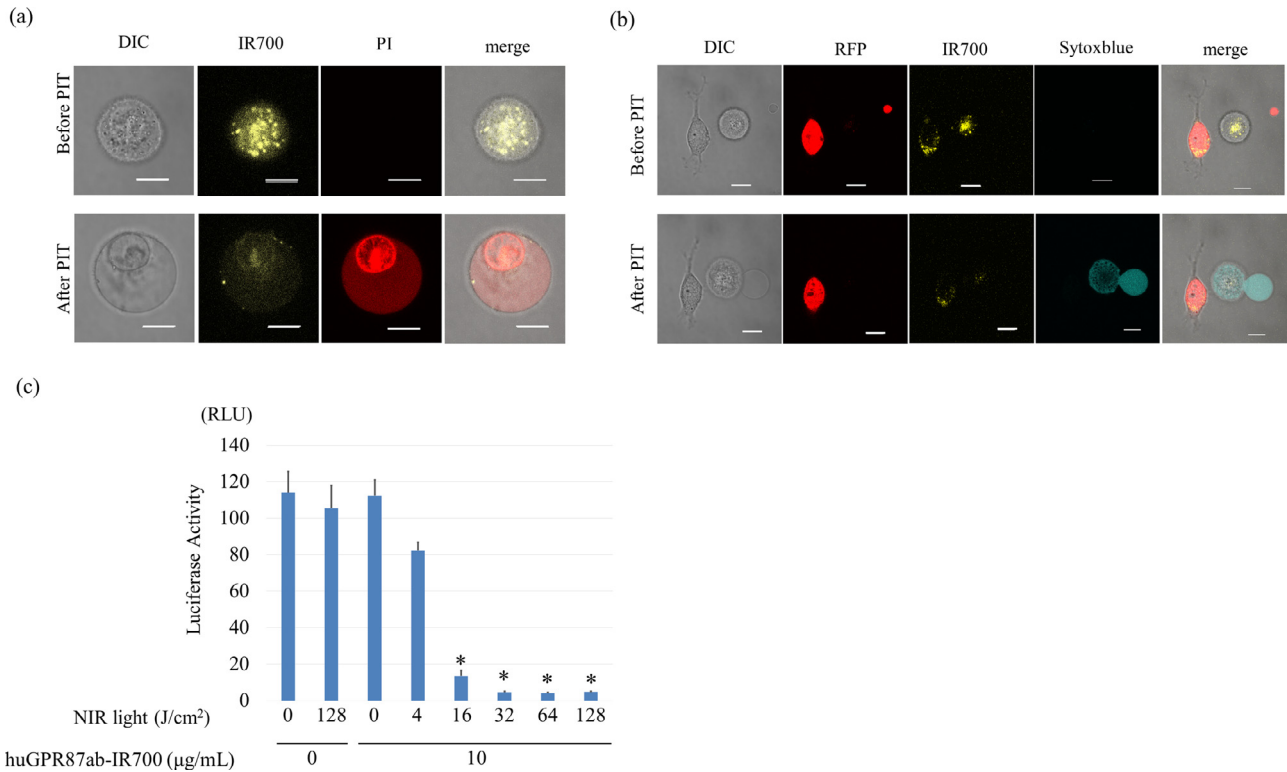 (a)
DIC IR700 PI merge
Before PIT
After PIT
(b)
DIC RFP IR700 Sytoxblue merge
Before PIT
After PIT
(c)
(RLU)
Luciferase Activity
140
120
100
80
60
40
20
0
* * * *
NIR light (J/cm²) 0 128 0 4 16 32 64 128
huGPR87ab-IR700 (μg/mL) 0 10